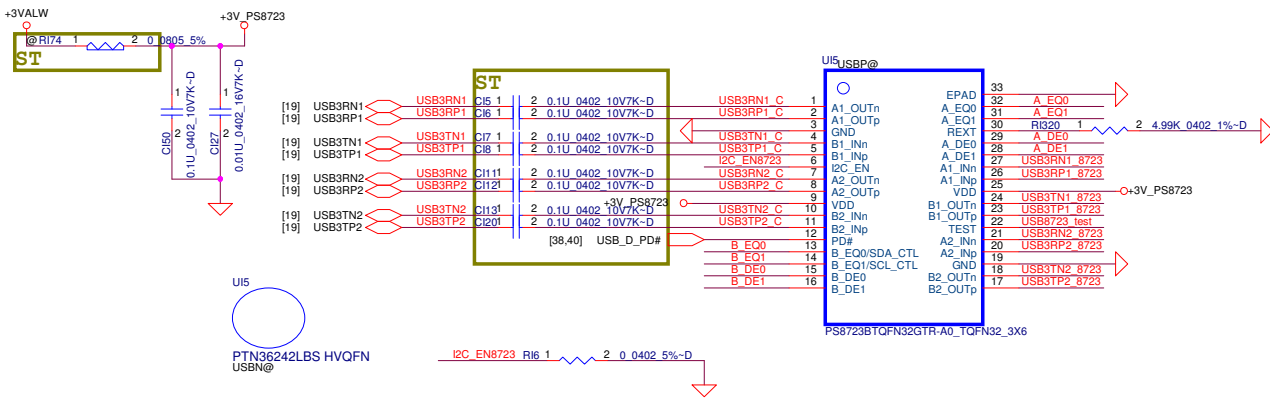 +3VALW
+3V_PS8723
@ RI74 1 2 0_0805_5%
ST
1
2
CI50
0.1U_0402_10V7K~D
1
2
CI27
0.01U_0402_16V7K~D
ST
[19] USB3RN1 USB3RN1 CI5 1 2 0.1U_0402_10V7K~D USB3RN1_C
[19] USB3RP1 USB3RP1 CI6 1 2 0.1U_0402_10V7K~D USB3RP1_C
[19] USB3TN1 USB3TN1 CI7 1 2 0.1U_0402_10V7K~D USB3TN1_C
[19] USB3TP1 USB3TP1 CI8 1 2 0.1U_0402_10V7K~D USB3TP1_C
I2C_EN8723
[19] USB3RN2 USB3RN2 CI11 1 2 0.1U_0402_10V7K~D USB3RN2_C
[19] USB3RP2 USB3RP2 CI12 1 2 0.1U_0402_10V7K~D USB3RP2_C
+3V_PS8723
[19] USB3TN2 USB3TN2 CI13 1 2 0.1U_0402_10V7K~D USB3TN2_C
[19] USB3TP2 USB3TP2 CI20 1 2 0.1U_0402_10V7K~D USB3TP2_C
[38,40] USB_D_PD#
B_EQ0
B_EQ1
B_DE0
B_DE1
UI5
USBP@
1 A1_OUTn
2 A1_OUTp
3 GND
4 B1_INn
5 B1_INp
6 I2C_EN
7 A2_OUTn
8 A2_OUTp
9 VDD
10 B2_INn
11 B2_INp
12 PD#
13 B_EQ0/SDA_CTL
14 B_EQ1/SCL_CTL
15 B_DE0
16 B_DE1
EPAD 33
A_EQ0 32 A_EQ0
A_EQ1 31 A_EQ1
REXT 30 RI320 1 2 4.99K_0402_1%~D
A_DE0 29 A_DE0
A_DE1 28 A_DE1
A1_INn 27 USB3RN1_8723
A1_INp 26 USB3RP1_8723
VDD 25 +3V_PS8723
B1_OUTn 24 USB3TN1_8723
B1_OUTp 23 USB3TP1_8723
TEST 22 US8723_test
A2_INn 21 USB3RN2_8723
A2_INp 20 USB3RP2_8723
GND 19
B2_OUTn 18 USB3TN2_8723
B2_OUTp 17 USB3TP2_8723
PS8723BTQFN32GTR-A0_TQFN32_3X6
UI5
PTN36242LBS HVQFN
USBN@
I2C_EN8723 RI6 1 2 0_0402_5%~D